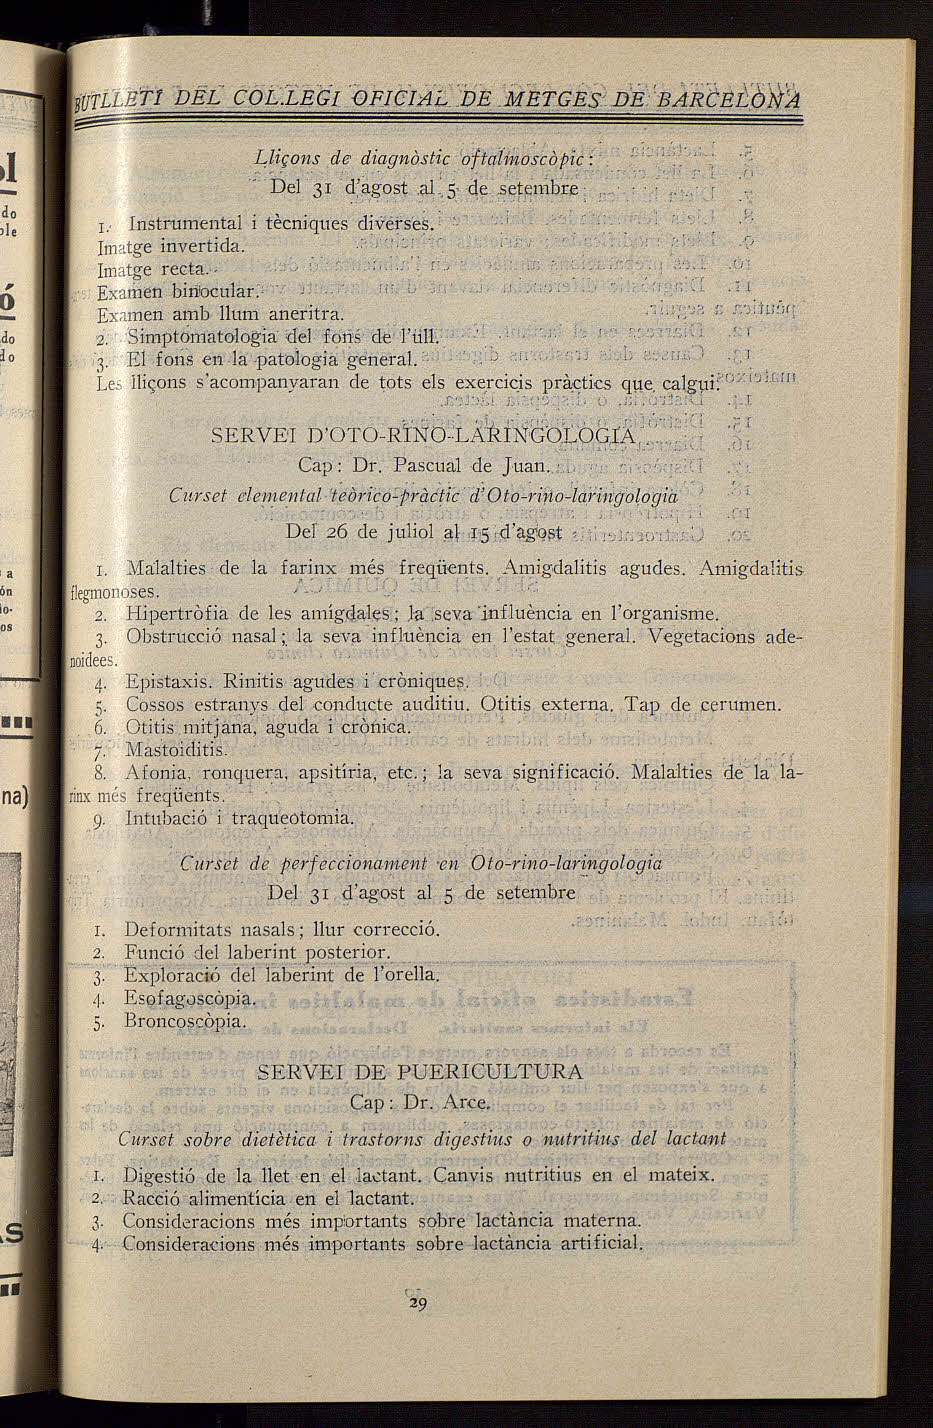 BUTLLETÍ DEL COL.LEGI OFICIAL DE METGES DE BARCELONA
Lliçons de diagnòstic oftalmoscòpic:
Del 31 d'agost al 5 de setembre
1. Instrumental i tècniques diverses.
Imatge invertida.
Imatge recta.
Examen binocular.
Examen amb llum aneritra.
2. Simptomatologia del fons de l'ull.
3. El fons en la patologia general.
Les lliçons s'acompanyaran de tots els exercicis pràctics que calgui.
SERVEI D'OTO-RINO-LARINGOLOGIA
Cap: Dr. Pascual de Juan.
Curset elemental teòrico-pràctic d'Oto-rino-laringologia
Del 26 de juliol al 15 d'agost
1. Malalties de la farinx més freqüents. Amigdalitis agudes. Amigdalitis
flegmonoses.
2. Hipertròfia de les amígdales; la seva influència en l'organisme.
3. Obstrucció nasal; la seva influència en l'estat general. Vegetacions ade-
noidees.
4. Epistaxis. Rinitis agudes i cròniques.
5. Cossos estranys del conducte auditiu. Otitis externa. Tap de cerumen.
6. Otitis mitjana, aguda i crònica.
7. Mastoiditis.
8. Afonia, ronquera, apsitiria, etc.; la seva significació. Malalties de la la-
rinx més freqüents.
9. Intubació i traqueotomia.
Curset de perfeccionament en Oto-rino-laringologia
Del 31 d'agost al 5 de setembre
1. Deformitats nasals; llur correcció.
2. Funció del laberint posterior.
3. Exploració del laberint de l'orella.
4. Esofagoscòpia.
5. Broncoscòpia.
SERVEI DE PUERICULTURA
Cap: Dr. Arce.
Curset sobre dietètica i trastorns digestius o nutritius del lactant
1. Digestió de la llet en el lactant. Canvis nutritius en el mateix.
2. Racció alimentícia en el lactant.
3. Consideracions més importants sobre lactància materna.
4. Consideracions més importants sobre lactància artificial.
29